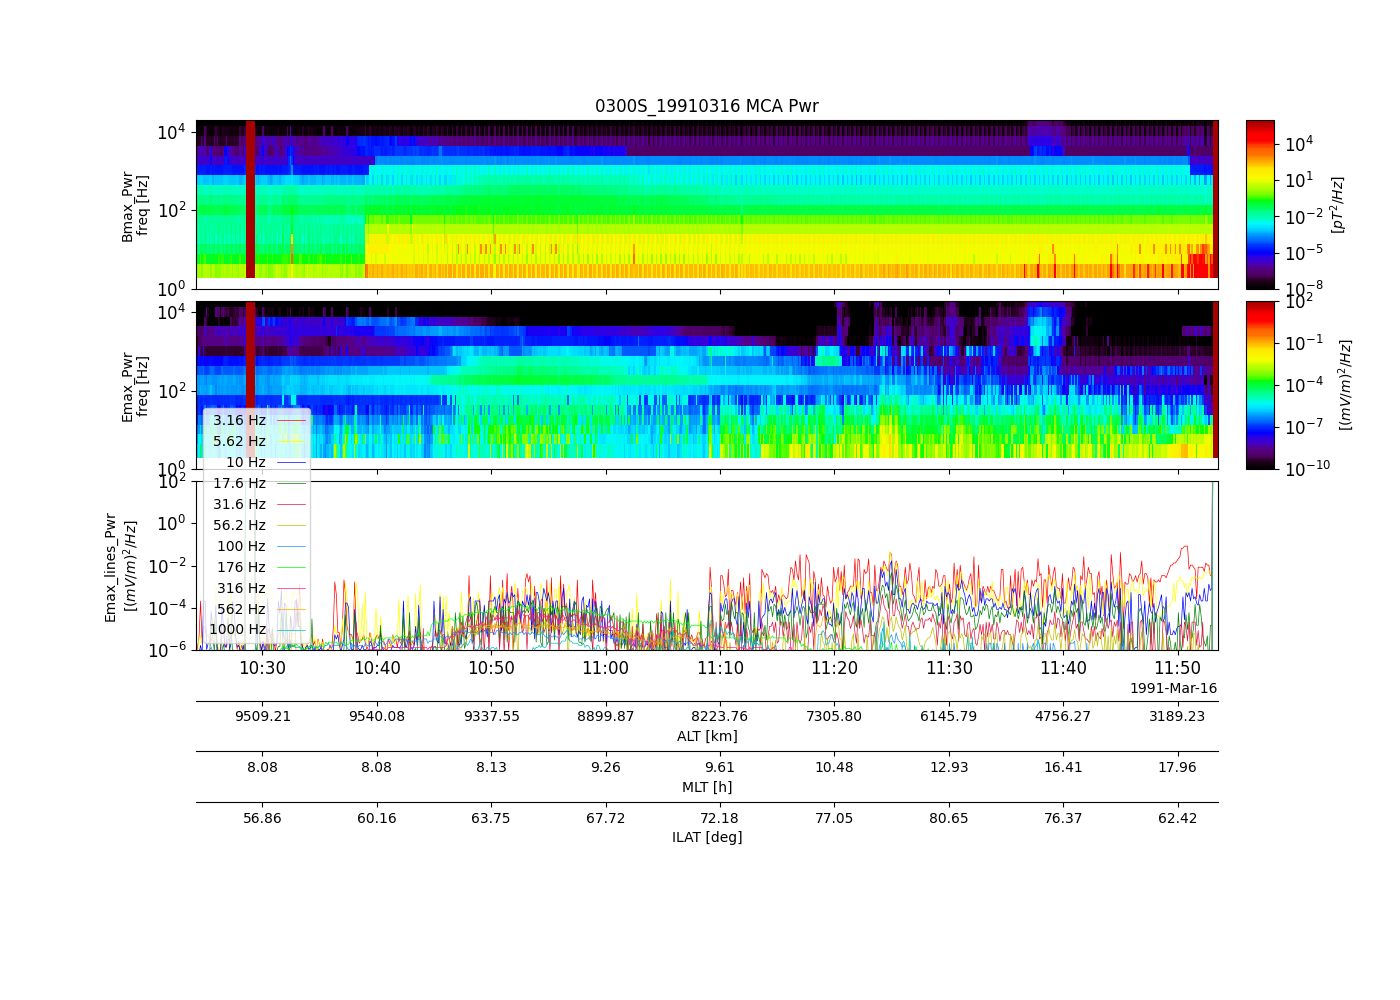 0300S_19910316 MCA Pwr
Bmax_Pwr
freq [Hz]
10^4
10^2
10^0
10^4
10^1
10^-2
10^-5
10^-8
[pT^2/Hz]
Emax_Pwr
freq [Hz]
10^4
10^2
10^0
10^2
10^-1
10^-4
10^-7
10^-10
[(mV/m)^2/Hz]
3.16 Hz
5.62 Hz
10 Hz
17.6 Hz
31.6 Hz
56.2 Hz
100 Hz
176 Hz
316 Hz
562 Hz
1000 Hz
Emax_lines_Pwr
[(mV/m)^2/Hz]
10^2
10^0
10^-2
10^-4
10^-6
10:30 10:40 10:50 11:00 11:10 11:20 11:30 11:40 11:50
1991-Mar-16
9509.21 9540.08 9337.55 8899.87 8223.76 7305.80 6145.79 4756.27 3189.23
ALT [km]
8.08 8.08 8.13 9.26 9.61 10.48 12.93 16.41 17.96
MLT [h]
56.86 60.16 63.75 67.72 72.18 77.05 80.65 76.37 62.42
ILAT [deg]